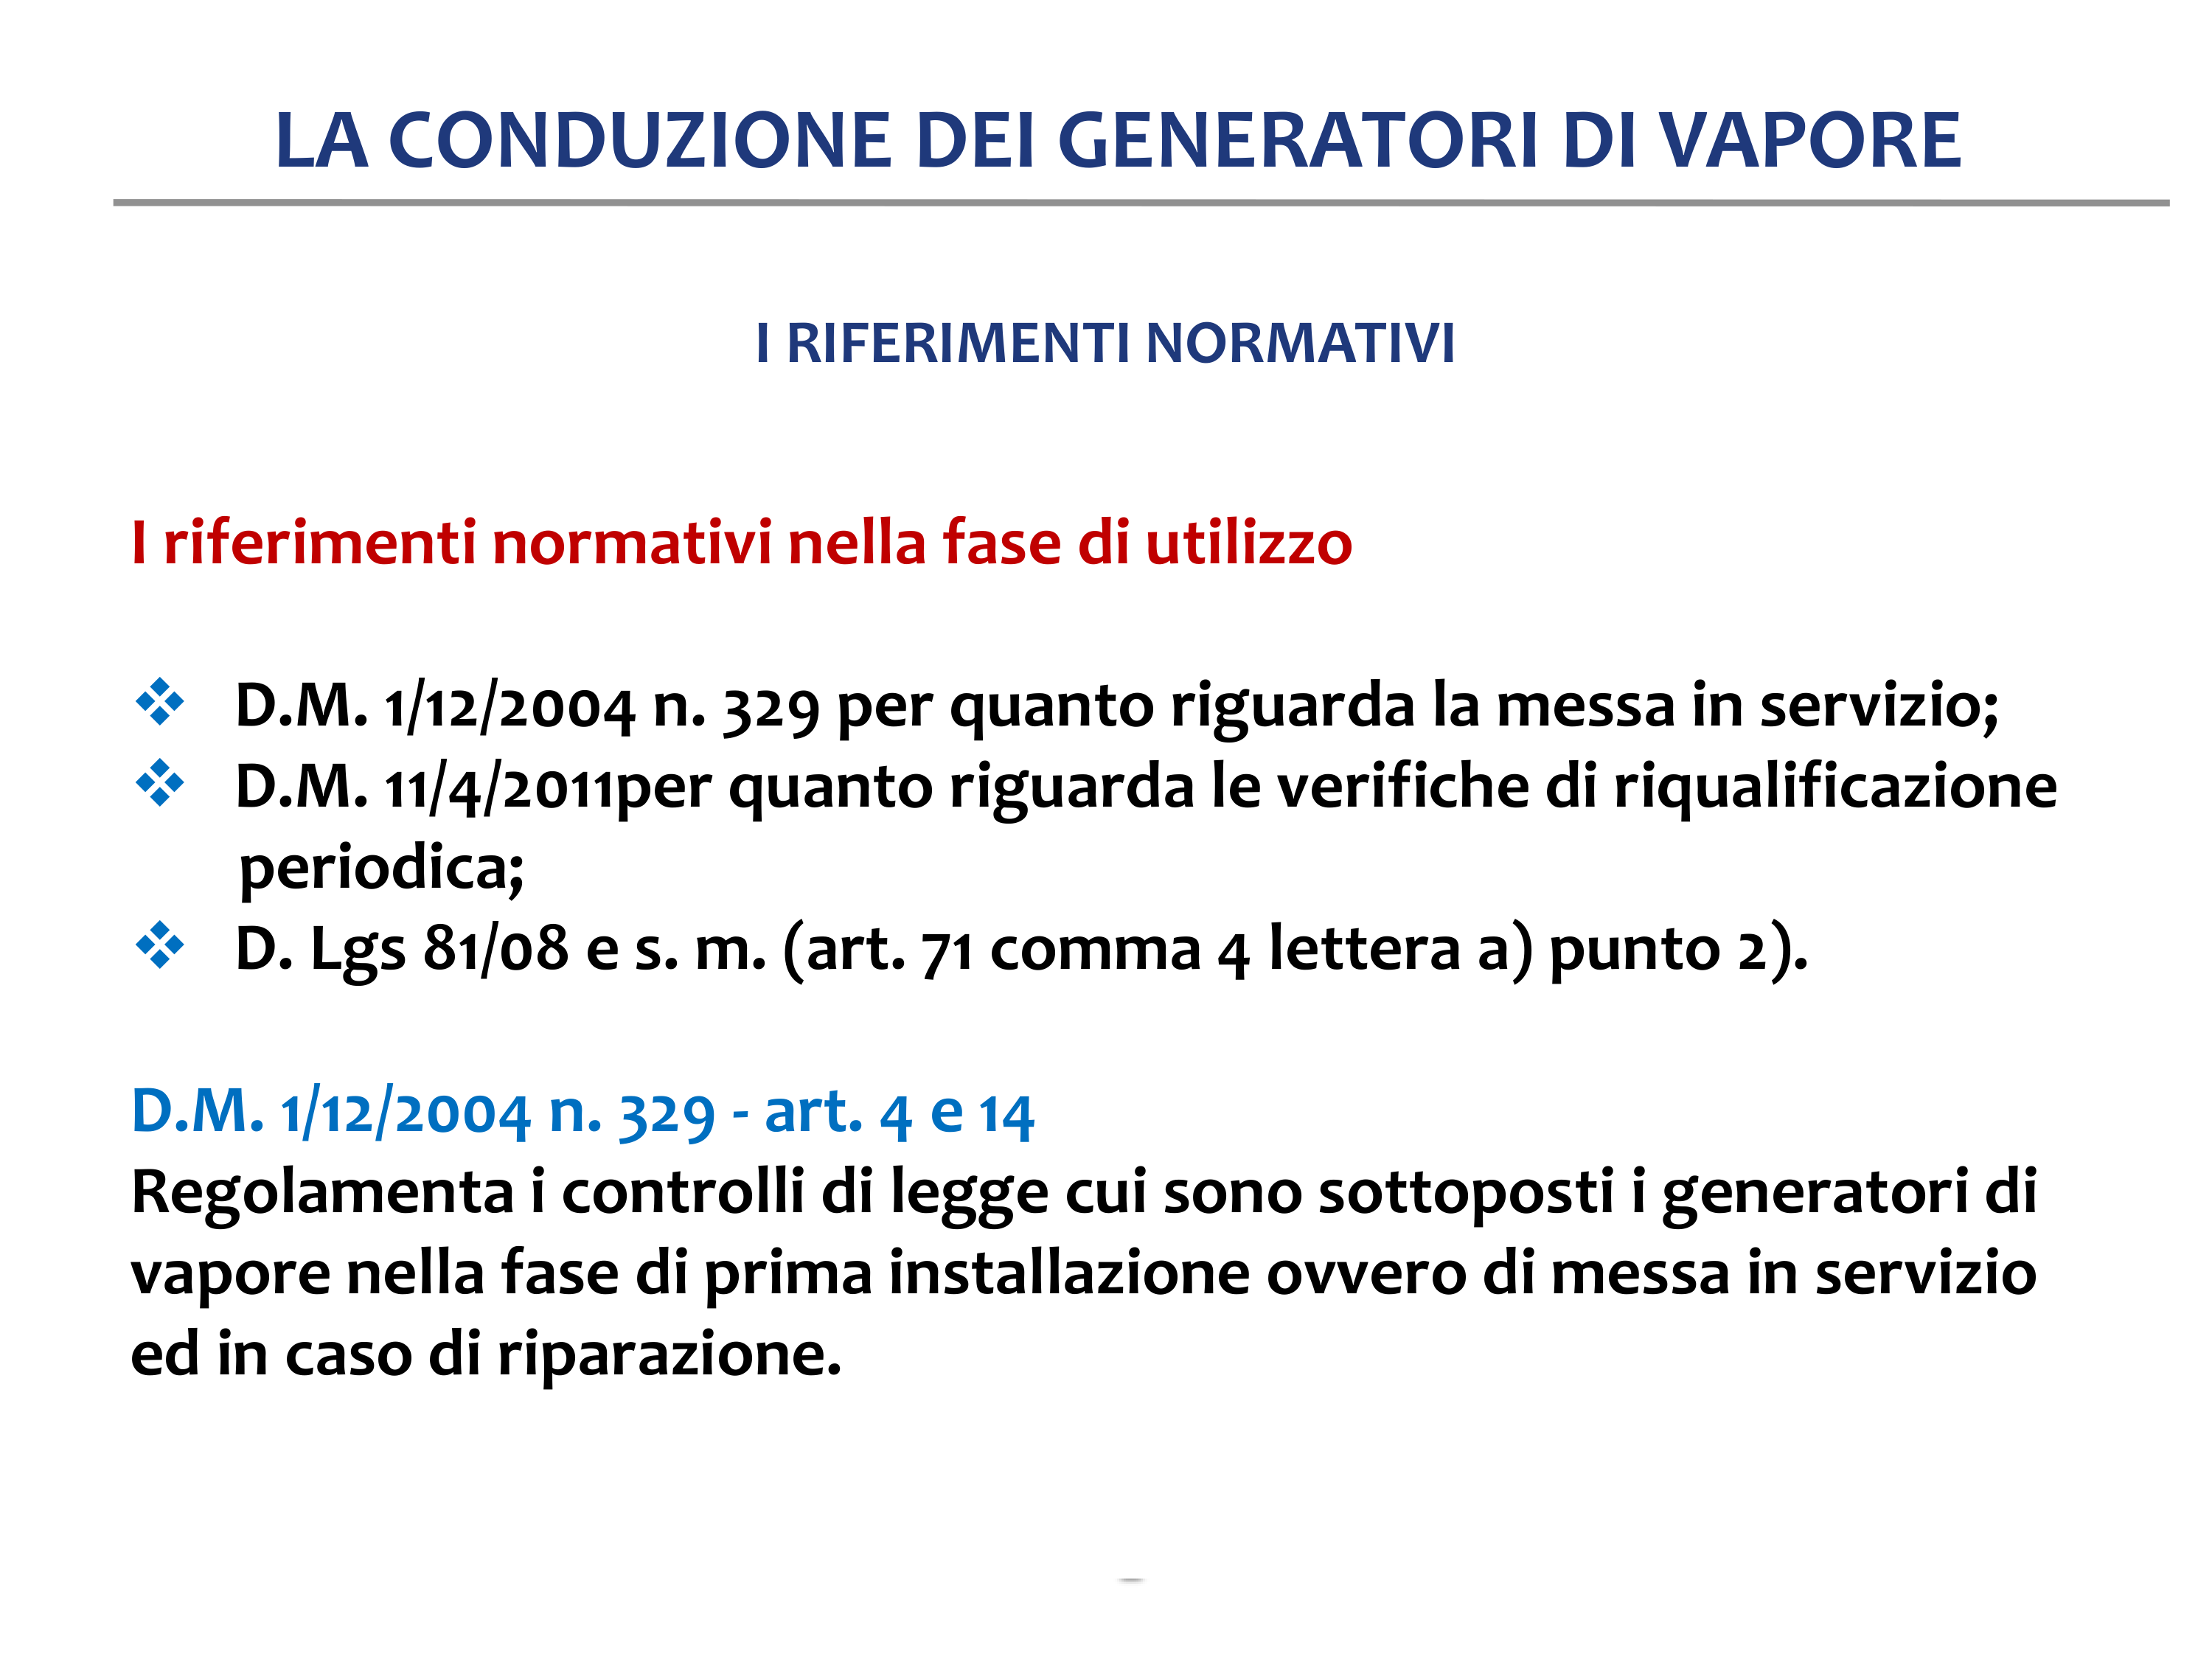 LA CONDUZIONE DEI GENERATORI DI VAPORE
I RIFERIMENTI NORMATIVI
I riferimenti normativi nella fase di utilizzo
❖ D.M. 1/12/2004 n. 329 per quanto riguarda la messa in servizio;
❖ D.M. 11/4/2011per quanto riguarda le verifiche di riqualificazione
periodica;
❖ D. Lgs 81/08 e s. m. (art. 71 comma 4 lettera a) punto 2).
D.M. 1/12/2004 n. 329 - art. 4 e 14
Regolamenta i controlli di legge cui sono sottoposti i generatori di
vapore nella fase di prima installazione ovvero di messa in servizio
ed in caso di riparazione.